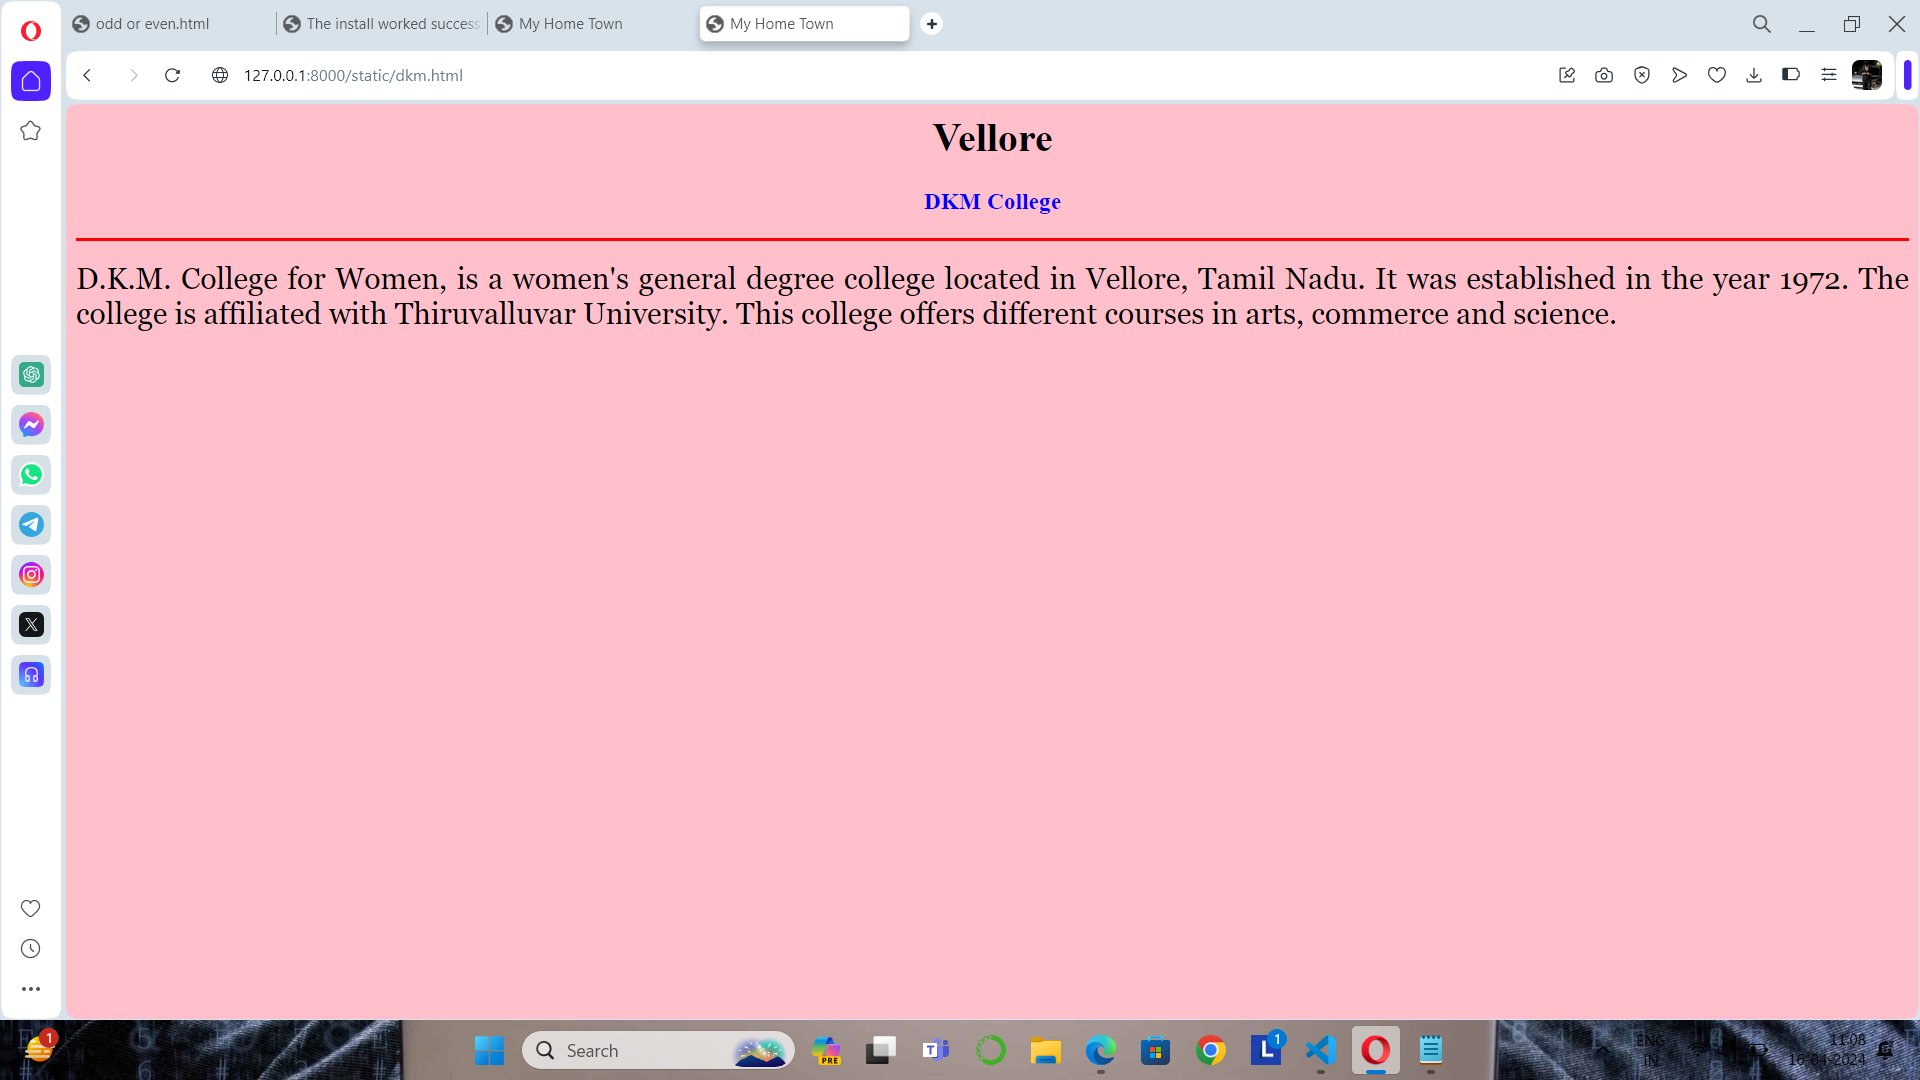 odd or even.html
The install worked success
My Home Town
My Home Town
127.0.0.1:8000/static/dkm.html
Vellore
DKM College
D.K.M. College for Women, is a women's general degree college located in Vellore, Tamil Nadu. It was established in the year 1972. The
college is affiliated with Thiruvalluvar University. This college offers different courses in arts, commerce and science.
1
Search
PRE
T
L
1
ENG
IN
11:08
16-04-2024